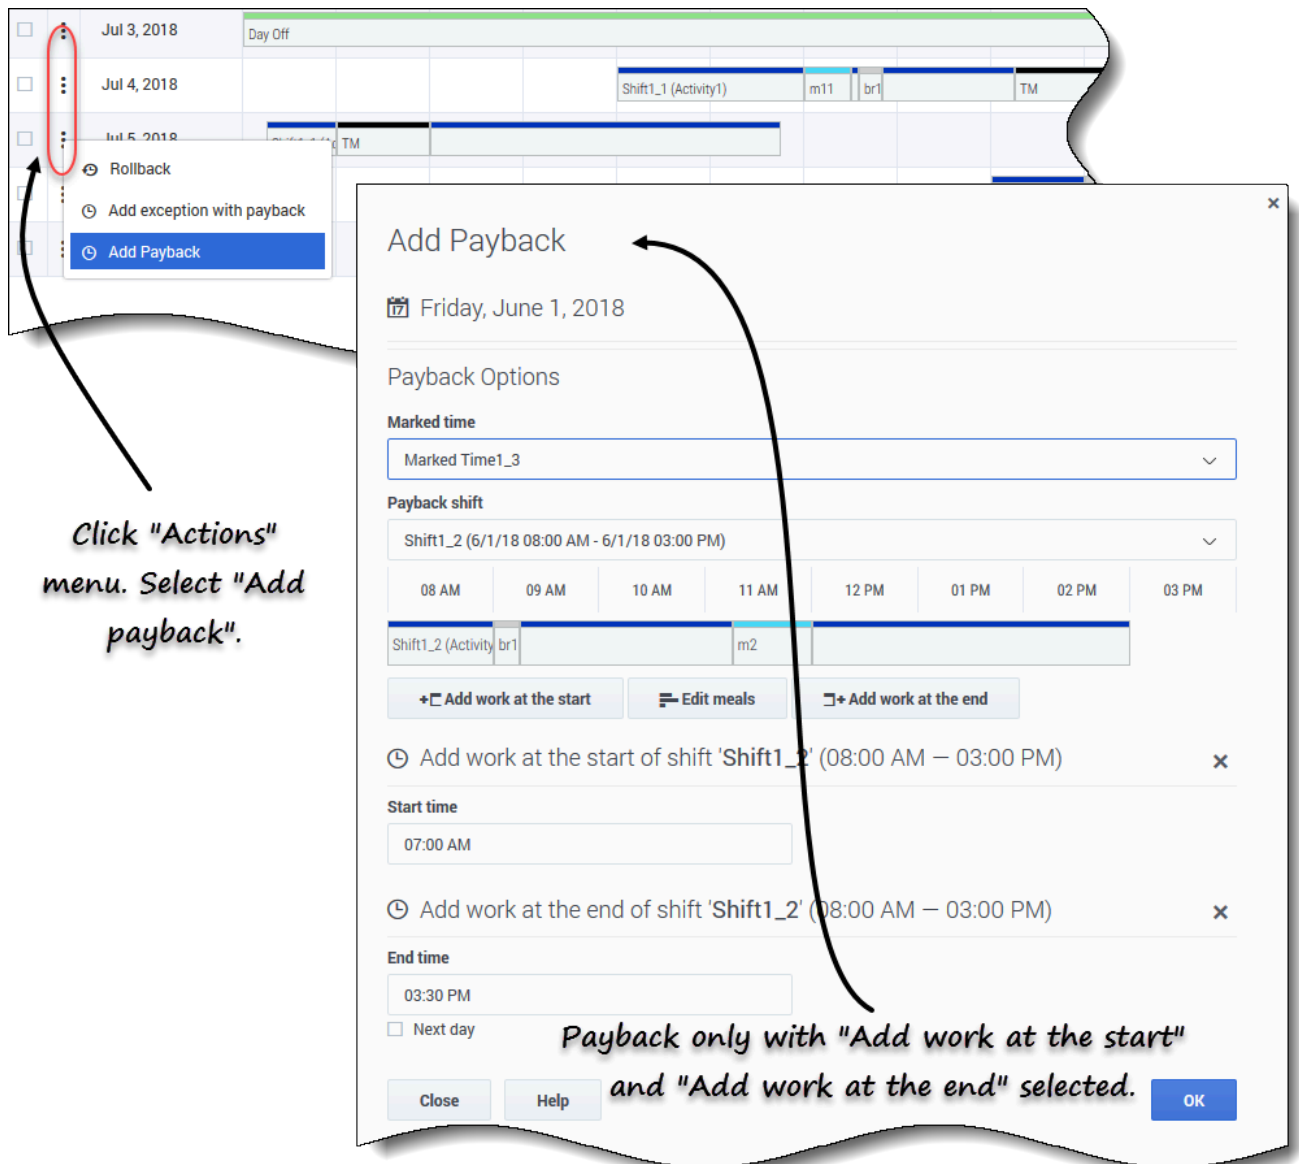 Jul 3, 2018
Day Off
Jul 4, 2018
Shift1_1 (Activity1)
m11
br1
TM
Jul 5, 2018
TM
Rollback
Add exception with payback
Add Payback
Click "Actions"
menu. Select "Add
payback".
×
Add Payback
17 Friday, June 1, 2018
Payback Options
Marked time
Marked Time1_3
Payback shift
Shift1_2 (6/1/18 08:00 AM - 6/1/18 03:00 PM)
08 AM 09 AM 10 AM 11 AM 12 PM 01 PM 02 PM 03 PM
Shift1_2 (Activity br1 m2
Add work at the start Edit meals Add work at the end
Add work at the start of shift 'Shift1_2' (08:00 AM — 03:00 PM)
Start time
07:00 AM
Add work at the end of shift 'Shift1_2' (08:00 AM — 03:00 PM)
End time
03:30 PM
Next day
Payback only with "Add work at the start"
and "Add work at the end" selected.
Close Help OK